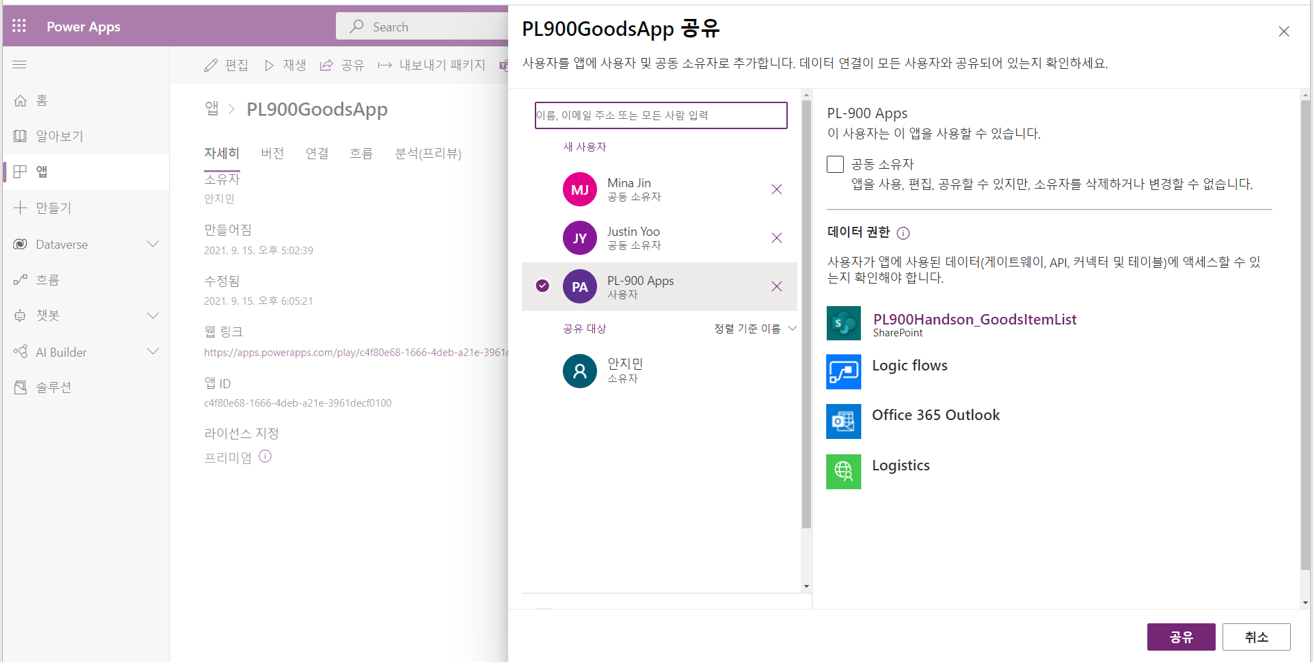 Power Apps
Search
홈
알아보기
앱
만들기
Dataverse
흐름
챗봇
AI Builder
솔루션
편집
재생
공유
내보내기 패키지
앱 > PL900GoodsApp
자세히 버전 연결 흐름 분석(프리뷰)
소유자
안지민
만들어짐
2021. 9. 15. 오후 5:02:39
수정됨
2021. 9. 15. 오후 6:05:21
웹 링크
https://apps.powerapps.com/play/c4f80e68-1666-4deb-a21e-3961d
앱 ID
c4f80e68-1666-4deb-a21e-3961decf0100
라이선스 지정
프리미엄
PL900GoodsApp 공유
사용자를 앱에 사용자 및 공동 소유자로 추가합니다. 데이터 연결이 모든 사용자와 공유되어 있는지 확인하세요.
이름, 이메일 주소 또는 모든 사람 입력
새 사용자
MJ
Mina Jin
공동 소유자
JY
Justin Yoo
공동 소유자
PA
PL-900 Apps
사용자
공유 대상
정렬 기준 이름
안지민
소유자
PL-900 Apps
이 사용자는 이 앱을 사용할 수 있습니다.
공동 소유자
앱을 사용, 편집, 공유할 수 있지만, 소유자를 삭제하거나 변경할 수 없습니다.
데이터 권한
사용자가 앱에 사용된 데이터(게이트웨이, API, 커넥터 및 테이블)에 액세스할 수 있
는지 확인해야 합니다.
PL900Handson_GoodsItemList
SharePoint
Logic flows
Office 365 Outlook
Logistics
공유
취소